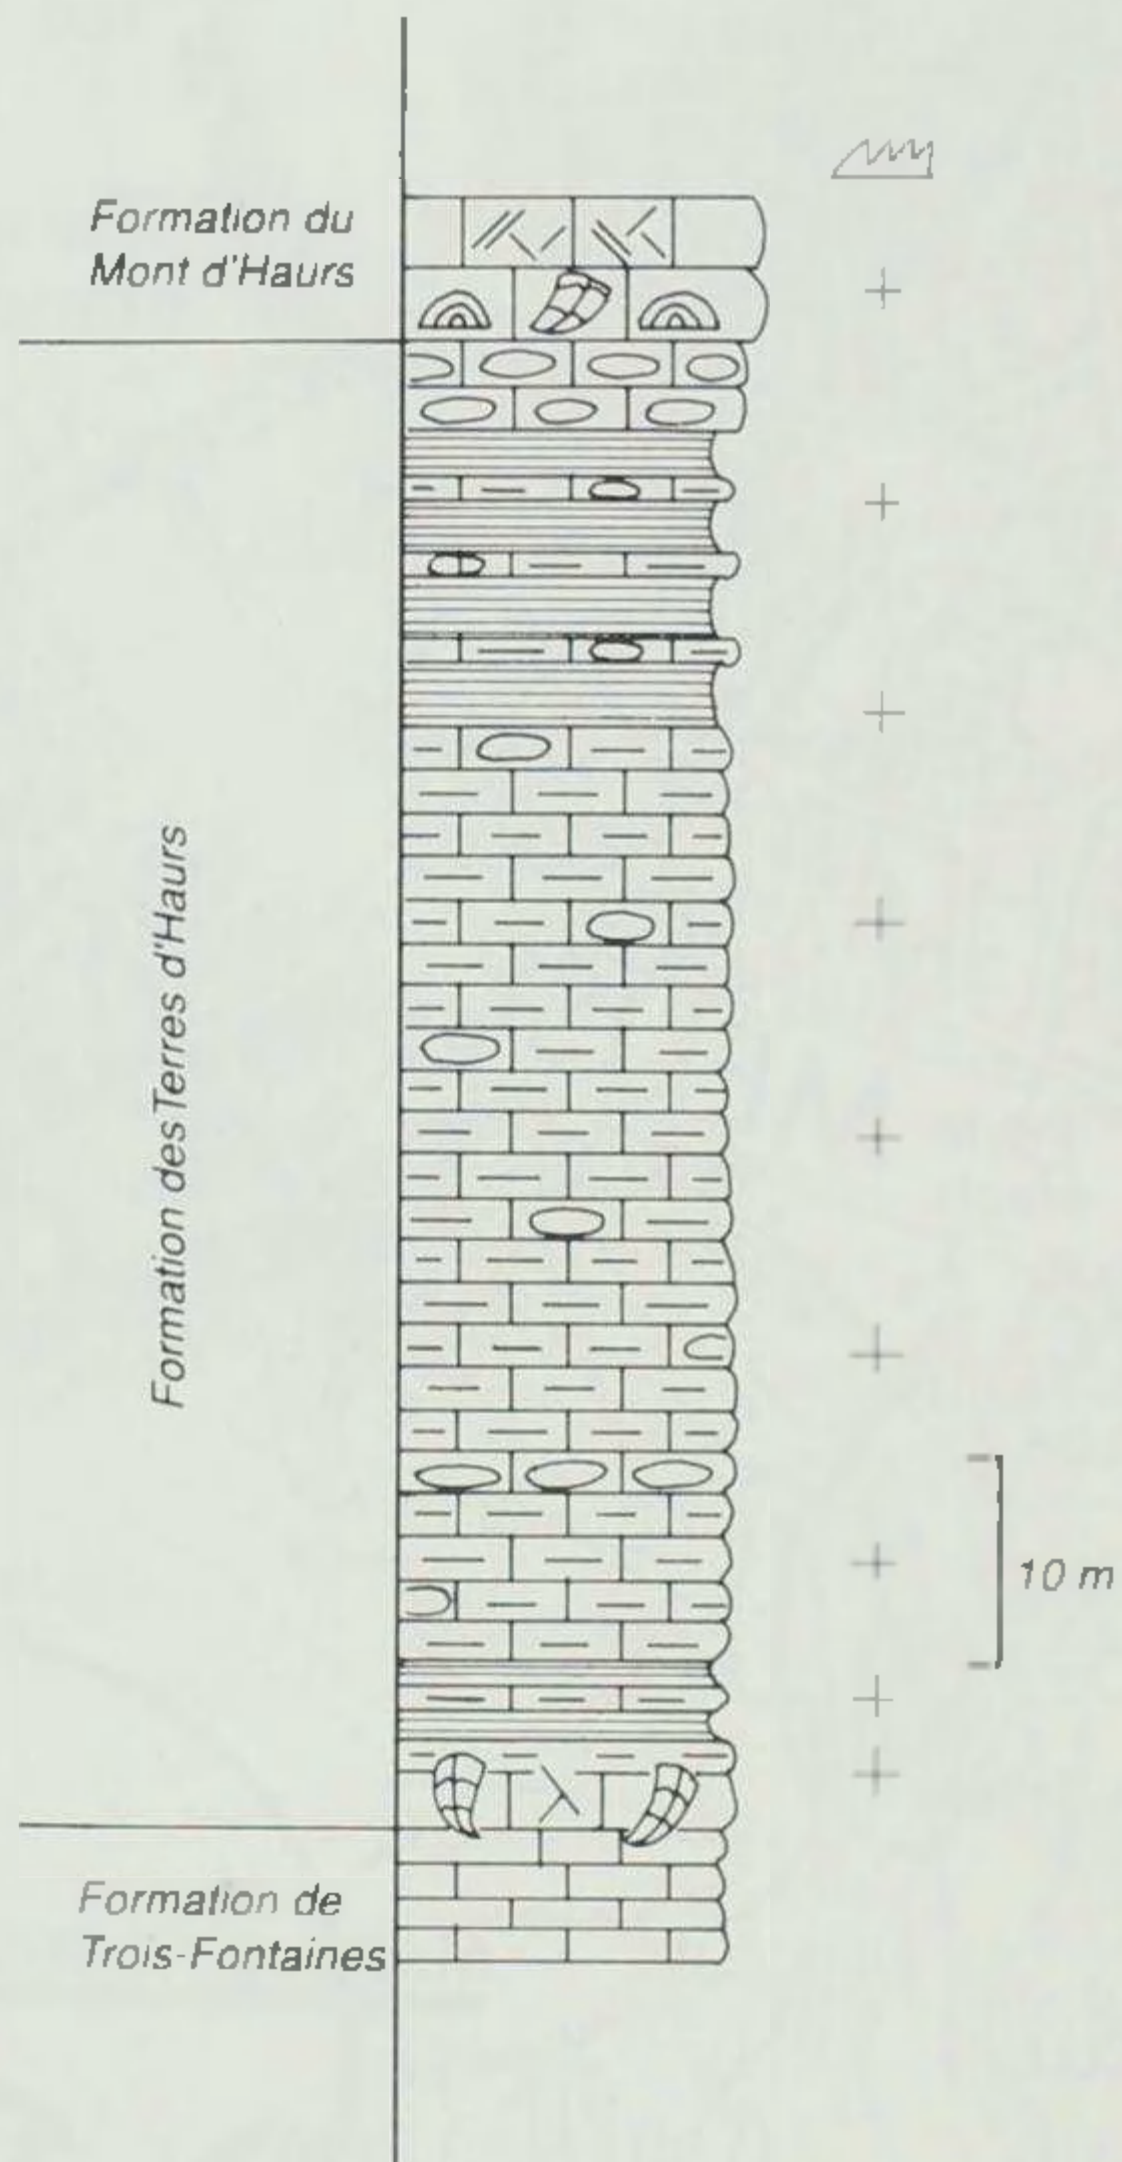 Formation du
Mont d'Haurs
Formation des Terres d'Haurs
10 m
Formation de
Trois-Fontaines